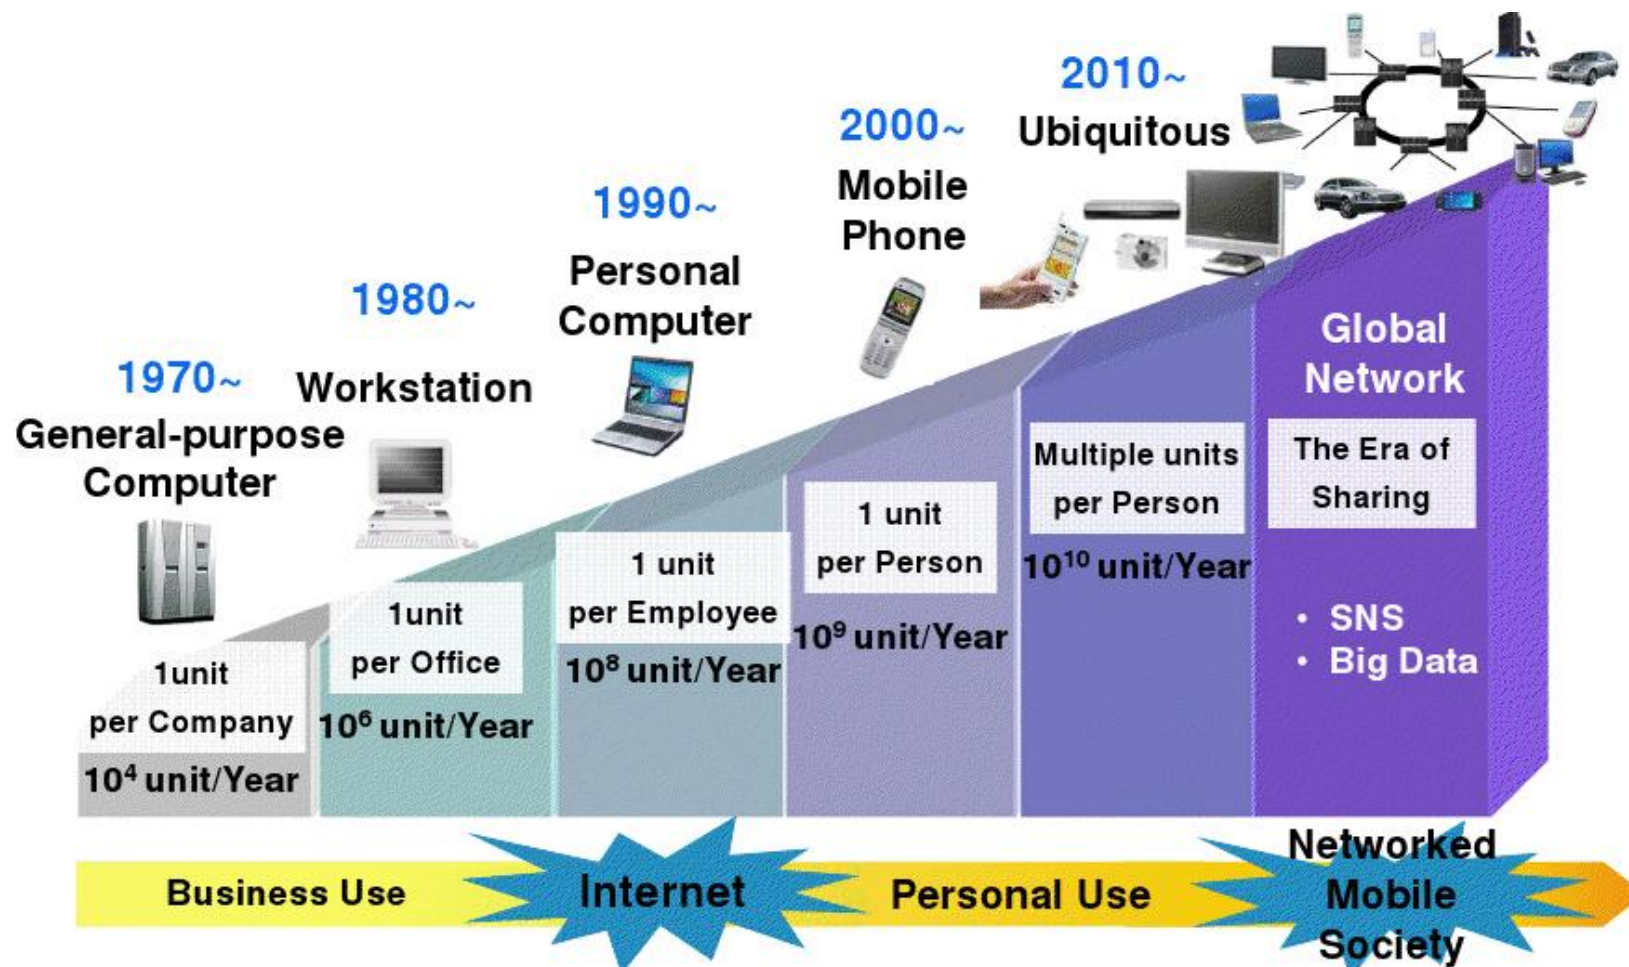 1970~
General-purpose
Computer
1unit
per Company
10⁴ unit/Year
1980~
Workstation
1unit
per Office
10⁶ unit/Year
1990~
Personal
Computer
1 unit
per Employee
10⁸ unit/Year
2000~
Mobile
Phone
1 unit
per Person
10⁹ unit/Year
2010~
Ubiquitous
Multiple units
per Person
10¹⁰ unit/Year
Global
Network
The Era of
Sharing
• SNS
• Big Data
Business Use
Internet
Personal Use
Networked
Mobile
Society